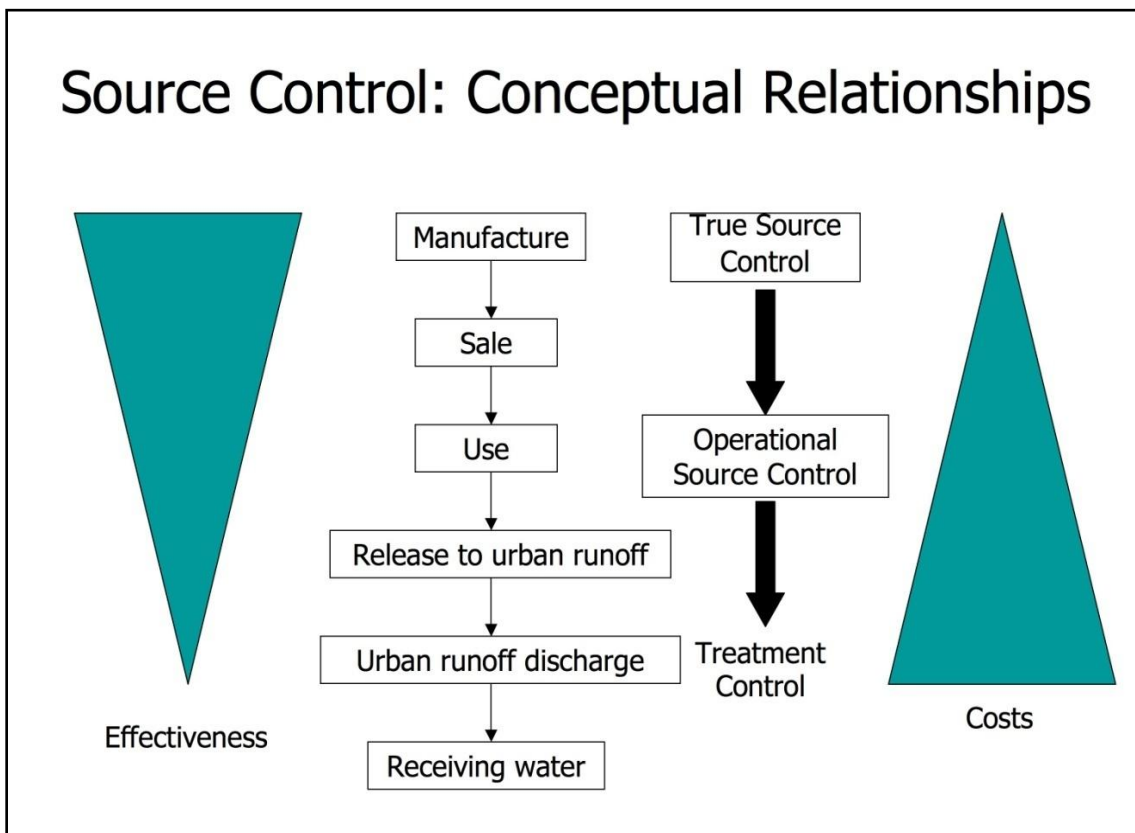 Source Control: Conceptual Relationships
Manufacture
Sale
Use
Release to urban runoff
Urban runoff discharge
Receiving water
True Source
Control
Operational
Source Control
Treatment
Control
Effectiveness
Costs